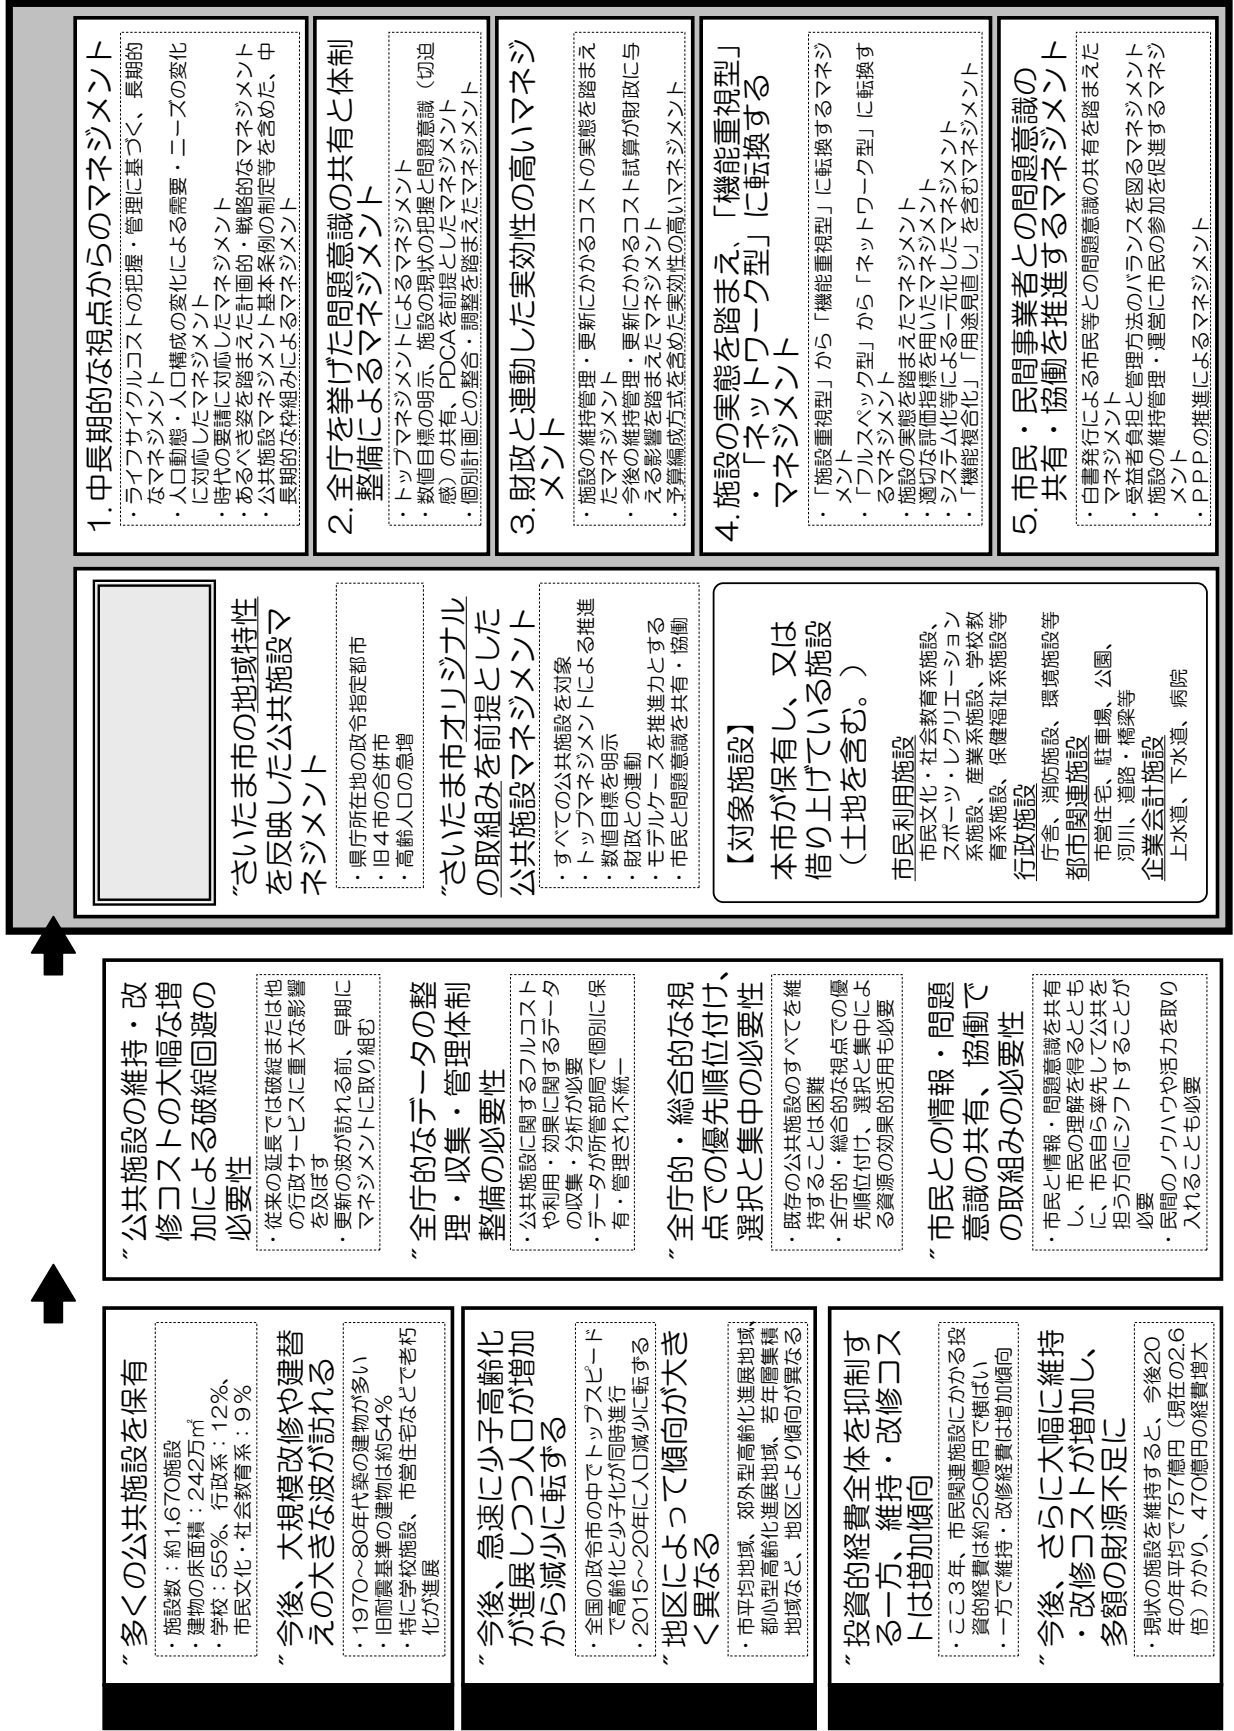 〝多くの公共施設を保有
・施設数：約1,670施設
・建物の床面積：242万㎡
・学校：55%、行政系：12%、
市民文化・社会教育系：9%
〝今後、大規模改修や建替
えの大きな波が訪れる
・1970～80年代築の建物が多い
・旧耐震基準の建物は約54%
・特に学校施設、市営住宅などで老朽
化が進展
〝今後、急速に少子高齢化
が進展しつつ人口が増加
から減少に転ずる
・全国の政令市の中でトップスピード
で高齢化と少子化が同時進行
・2015～20年に人口減少に転ずる
〝地区によって傾向が大き
く異なる
・市平均地域、郊外型高齢化進展地域、
都心型高齢化進展地域、若年層集積
地域など、地区により傾向が異なる
〝投資的経費全体を抑制す
る一方、維持・改修コス
トは増加傾向
・ここ3年、市民関連施設にかかる投
資的経費は約250億円で横ばい
・一方で維持・改修経費は増加傾向
〝今後、さらに大幅に維持
・改修コストが増加し、
多額の財源不足に
・現状の施設を維持すると、今後20
年の年平均で757億円（現在の2.6
倍）かかり、470億円の経費増大
〝公共施設の維持・改
修コストの大幅な増
加による破綻回避の
必要性
・従来の延長では破綻または他
の行政サービスに重大な影響
を及ぼす
・更新の波が訪れる前、早期に
マネジメントに取り組む
〝全庁的なデータの整
理・収集・管理体制
整備の必要性
・公共施設に関するフルコスト
や利用・効果に関するデータ
の収集・分析が必要
・データが所管部局で個別に保
有・管理され不統一
〝全庁的・総合的な視
点での優先順位付け、
選択と集中の必要性
・既存の公共施設のすべてを維
持することは困難
・全庁的・総合的な視点での優
先順位付け、選択と集中によ
る資源の効果的活用も必要
〝市民との情報・問題
意識の共有、協働で
の取組みの必要性
・市民と情報・問題意識を共有
し、市民の理解を得るととも
に、市民自ら率先して公共を
担う方向にシフトすることが
必要
・民間のノウハウや活力を取り
入れることも必要
〝さいたま市の地域特性
を反映した公共施設マ
ネジメント
・県庁所在地の政令指定都市
・旧4市の合併市
・高齢人口の急増
〝さいたま市オリジナル
の取組みを前提とした
公共施設マネジメント
・すべての公共施設を対象
・トップマネジメントによる推進
・数値目標を明示
・財政との連動
・モデルケースを推進力とする
・市民と問題意識を共有・協働
【対象施設】
本市が保有し、又は
借り上げている施設
（土地を含む。）
市民利用施設
市民文化・社会教育系施設、
スポーツ・レクリエーション
系施設、産業系施設、学校教
育系施設、保健福祉系施設等
行政施設
庁舎、消防施設、環境施設等
都市関連施設
市営住宅、駐車場、公園、
河川、道路・橋梁等
企業会計施設
上水道、下水道、病院
1. 中長期的な視点からのマネジメント
・ライフサイクルコストの把握・管理に基づく、長期的
なマネジメント
・人口動態・人口構成の変化による需要・ニーズの変化
に対応したマネジメント
・時代の要請に対応したマネジメント
・あるべき姿を踏まえた計画的・戦略的なマネジメント
・公共施設マネジメント基本条例の制定等を含めた、中
長期的な枠組みによるマネジメント
2. 全庁を挙げた問題意識の共有と体制
整備によるマネジメント
・トップマネジメントによるマネジメント
・数値目標の明示、施設の現状の把握と問題意識（切迫
感）の共有、PDCAを前提としたマネジメント
・個別計画との整合・調整を踏まえたマネジメント
3. 財政と連動した実効性の高いマネジ
メント
・施設の維持管理・更新にかかるコストの実態を踏まえ
たマネジメント
・今後の維持管理・更新にかかるコスト試算が財政に与
える影響を踏まえたマネジメント
・予算編成方式を含めた実効性の高いマネジメント
4. 施設の実態を踏まえ、「機能重視型」
・「ネットワーク型」に転換する
マネジメント
・「施設重視型」から「機能重視型」に転換するマネジ
メント
・「フルスペック型」から「ネットワーク型」に転換す
るマネジメント
・施設の実態を踏まえたマネジメント
・適切な評価指標を用いたマネジメント
・システム化等による一元化したマネジメント
・「機能複合化」「用途見直し」を含むマネジメント
5. 市民・民間事業者との問題意識の
共有・協働を推進するマネジメント
・白書発行による市民等との問題意識の共有を踏まえた
マネジメント
・受益者負担と管理方法のバランスを図るマネジメント
・施設の維持管理・運営に市民の参加を促進するマネジ
メント
・ＰＰＰの推進によるマネジメント